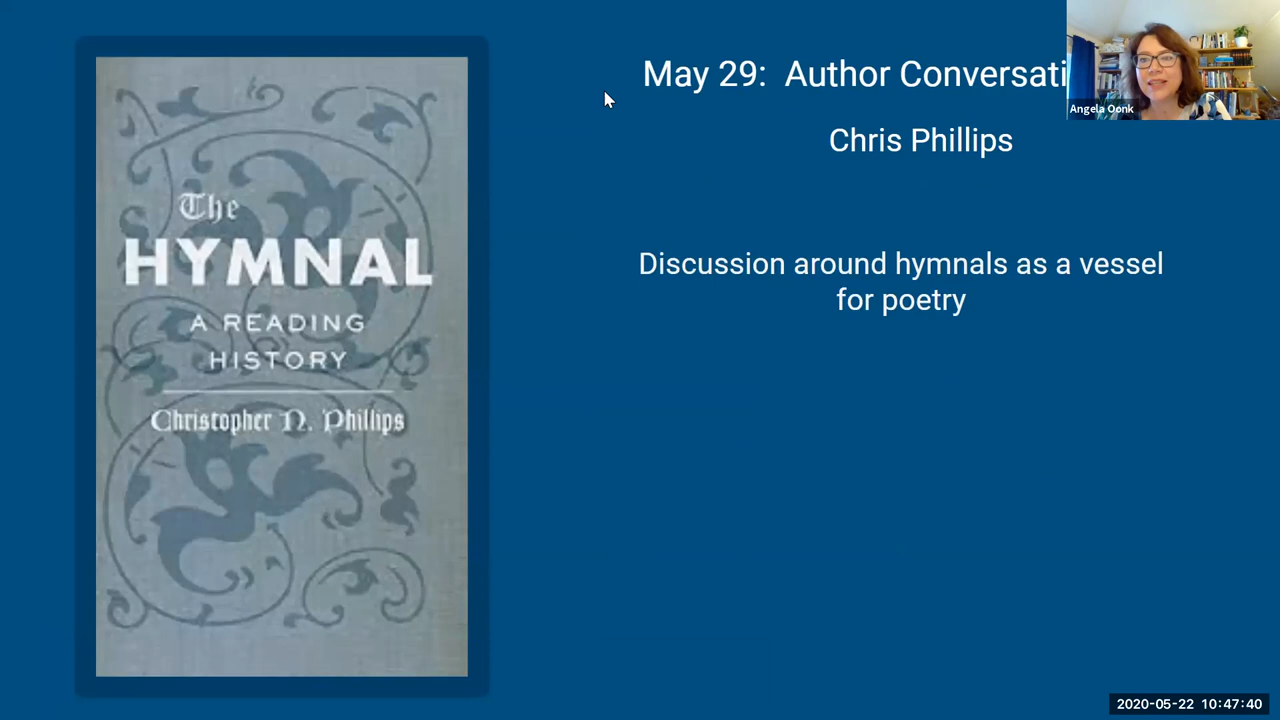 The
HYMNAL
A READING
HISTORY
Christopher N. Phillips
May 29:  Author Conversati
Chris Phillips
Discussion around hymnals as a vessel
for poetry
Angela Oonk
2020-05-22  10:47:40